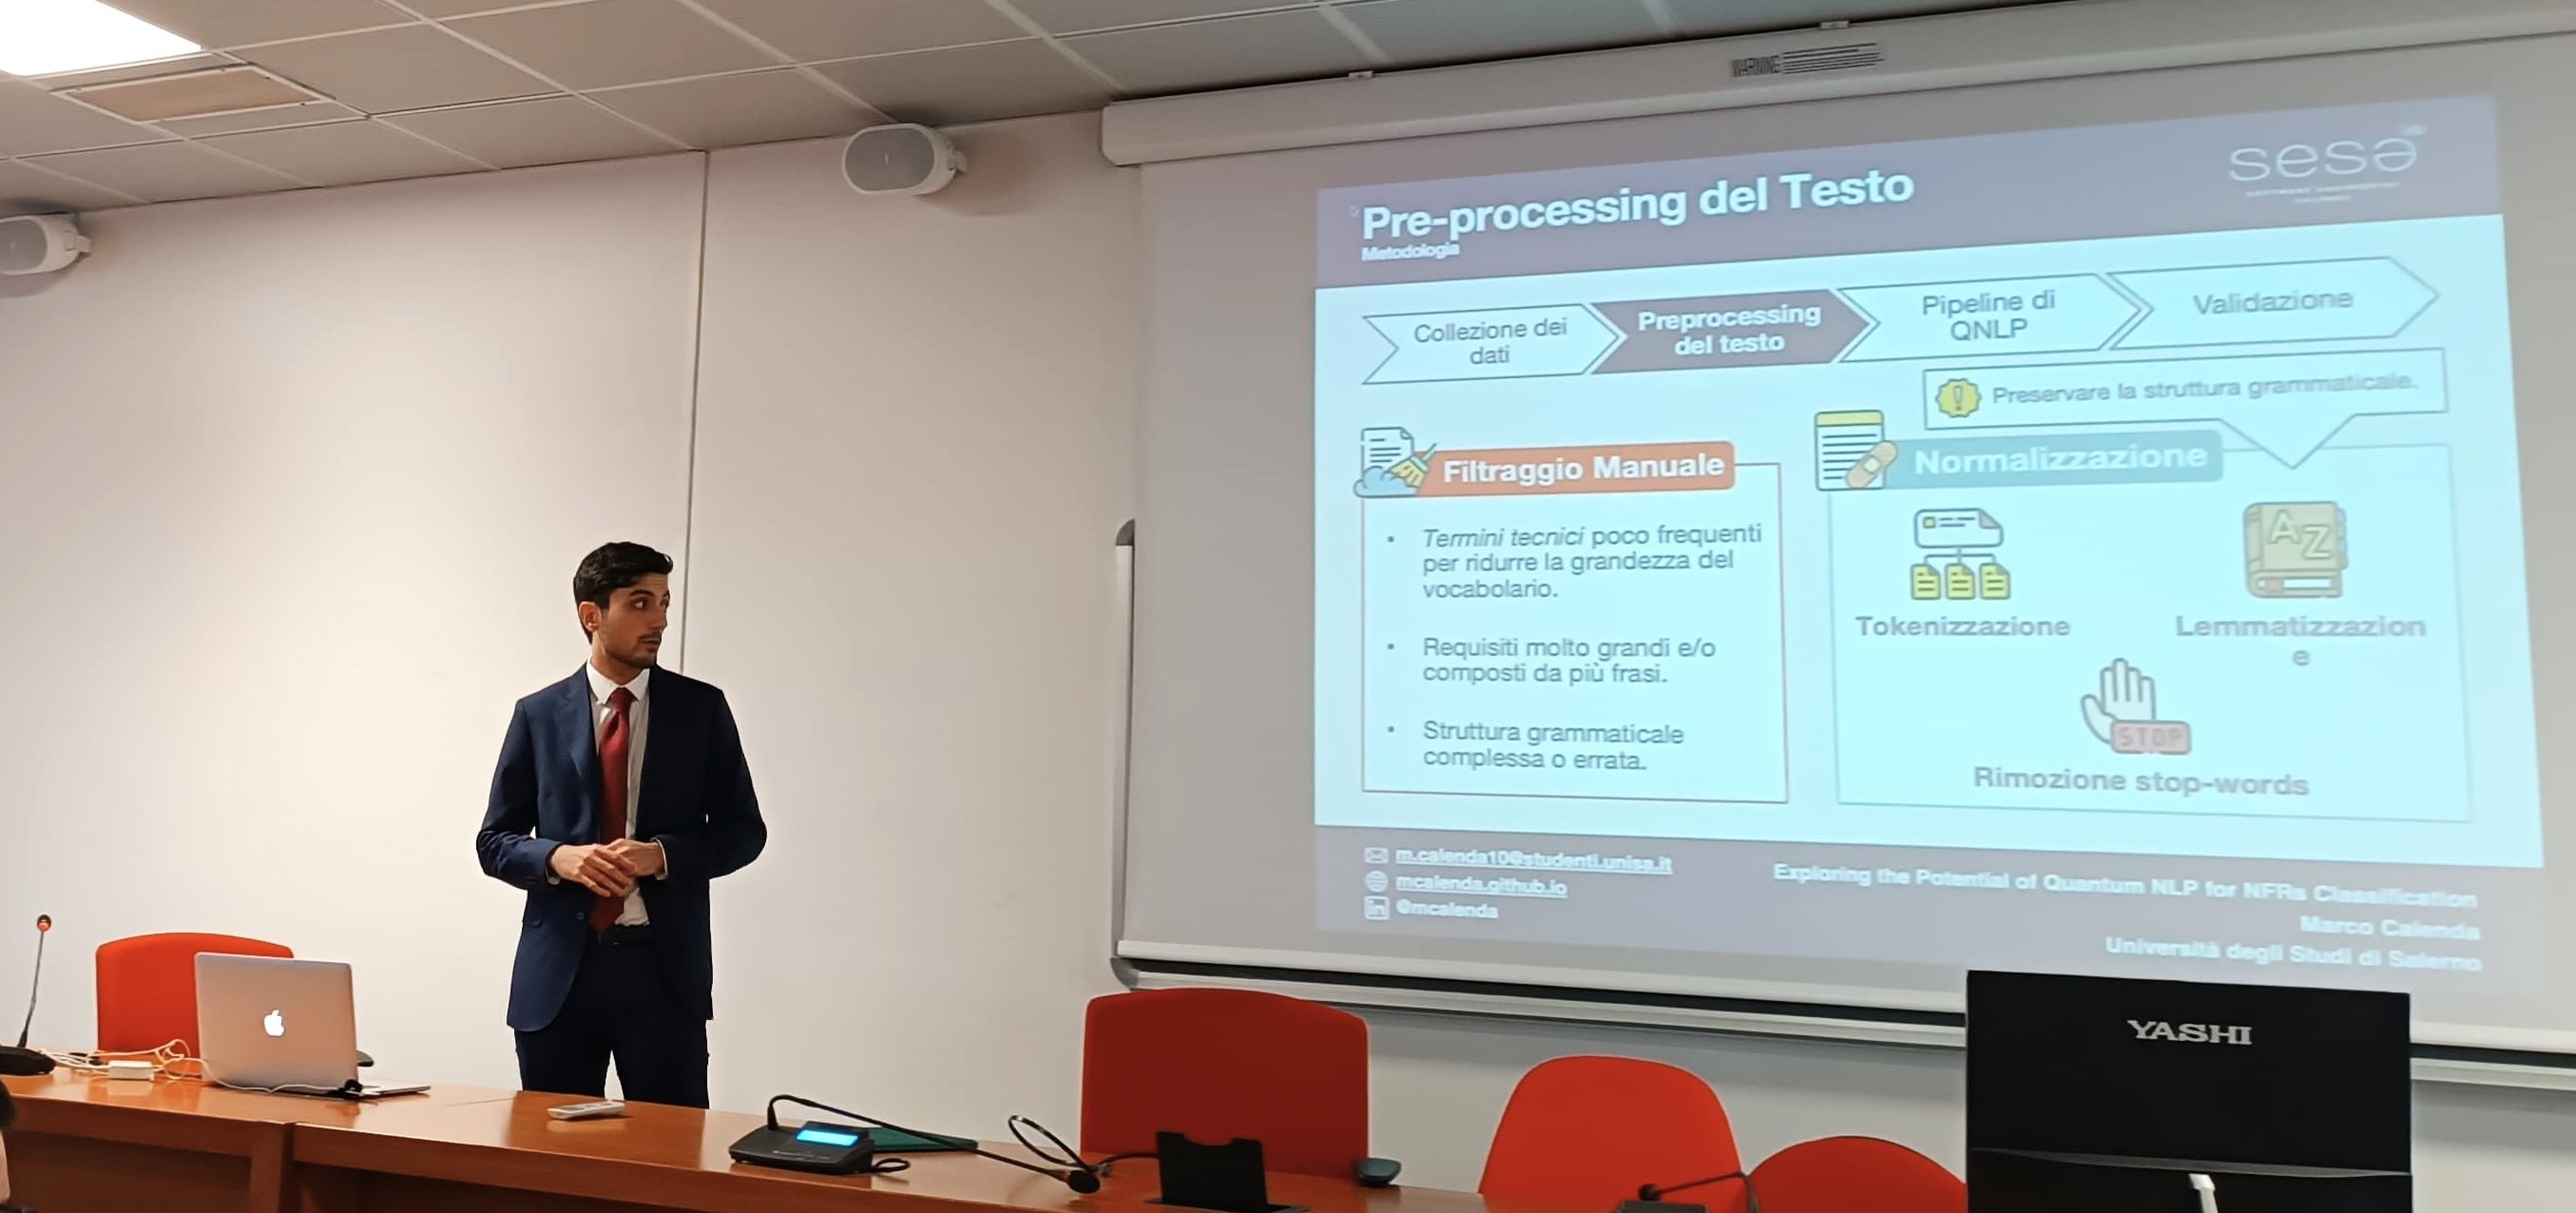 WARNING
Pre-processing del Testo
Metodologia
sesa
Collezione dei
dati
Preprocessing
del testo
Pipeline di
QNLP
Validazione
Preservare la struttura grammaticale.
Filtraggio Manuale
Termini tecnici poco frequenti
per ridurre la grandezza del
vocabolario.
Requisiti molto grandi e/o
composti da più frasi.
Struttura grammaticale
complessa o errata.
Normalizzazione
Tokenizzazione
AZ
Lemmatizzazion
e
STOP
Rimozione stop-words
m.calenda10@studenti.unisa.it
mcalenda.github.io
in @mcalenda
Exploring the Potential of Quantum NLP for NFRs Classification
Marco Calenda
Università degli Studi di Salerno
YASHI